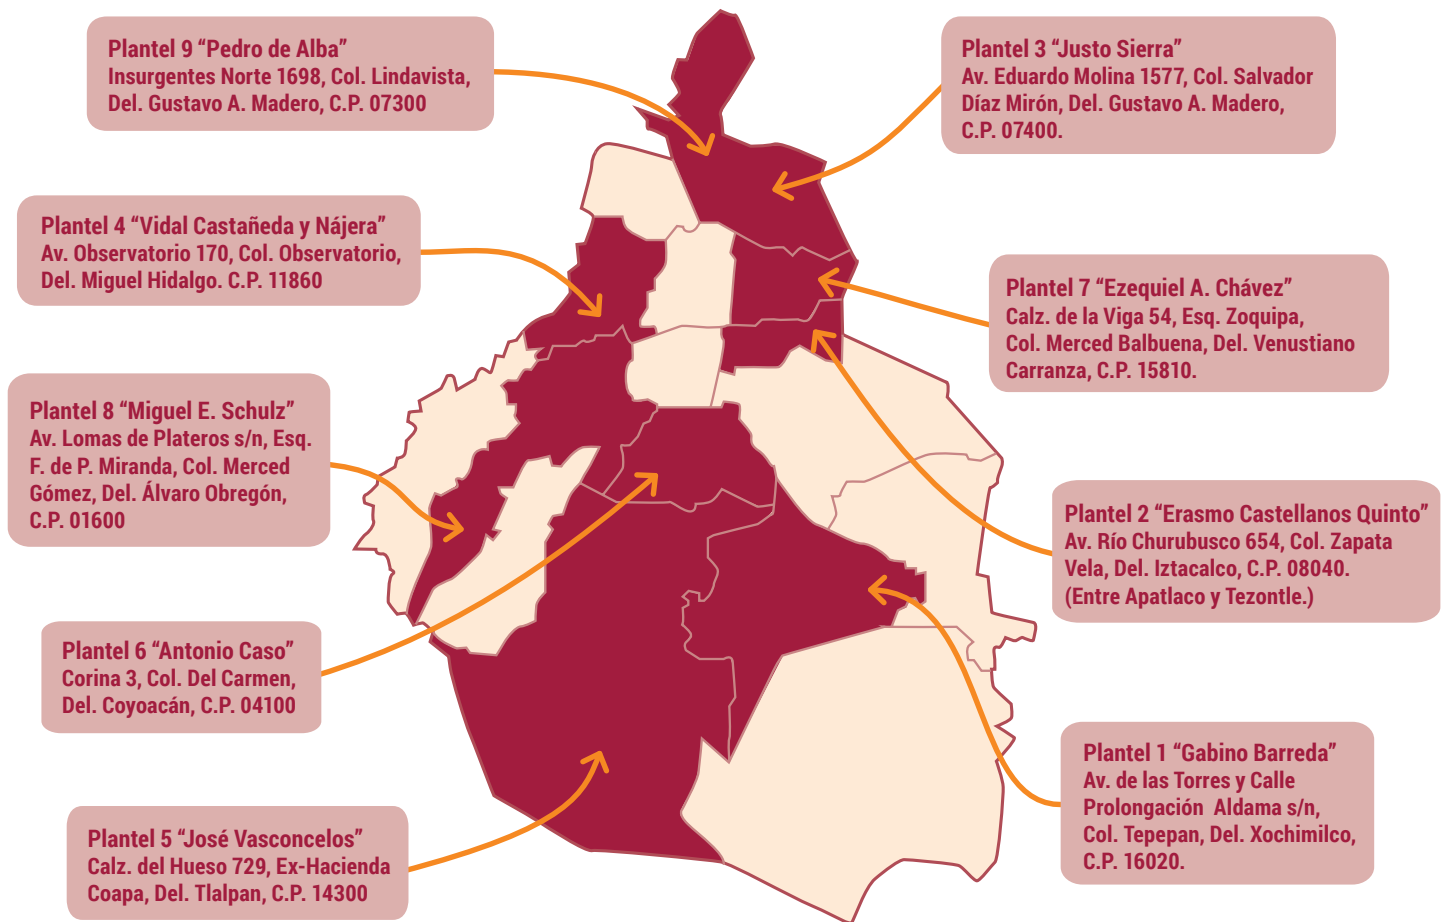 Plantel 9 “Pedro de Alba”
Insurgentes Norte 1698, Col. Lindavista,
Del. Gustavo A. Madero, C.P. 07300
Plantel 3 “Justo Sierra”
Av. Eduardo Molina 1577, Col. Salvador
Díaz Mirón, Del. Gustavo A. Madero,
C.P. 07400.
Plantel 4 “Vidal Castañeda y Nájera”
Av. Observatorio 170, Col. Observatorio,
Del. Miguel Hidalgo. C.P. 11860
Plantel 7 “Ezequiel A. Chávez”
Calz. de la Viga 54, Esq. Zoquipa,
Col. Merced Balbuena, Del. Venustiano
Carranza, C.P. 15810.
Plantel 8 “Miguel E. Schulz”
Av. Lomas de Plateros s/n, Esq.
F. de P. Miranda, Col. Merced
Gómez, Del. Álvaro Obregón,
C.P. 01600
Plantel 2 “Erasmo Castellanos Quinto”
Av. Río Churubusco 654, Col. Zapata
Vela, Del. Iztacalco, C.P. 08040.
(Entre Apatlaco y Tezontle.)
Plantel 6 “Antonio Caso”
Corina 3, Col. Del Carmen,
Del. Coyoacán, C.P. 04100
Plantel 1 “Gabino Barreda”
Av. de las Torres y Calle
Prolongación Aldama s/n,
Col. Tepepan, Del. Xochimilco,
C.P. 16020.
Plantel 5 “José Vasconcelos”
Calz. del Hueso 729, Ex-Hacienda
Coapa, Del. Tlalpan, C.P. 14300